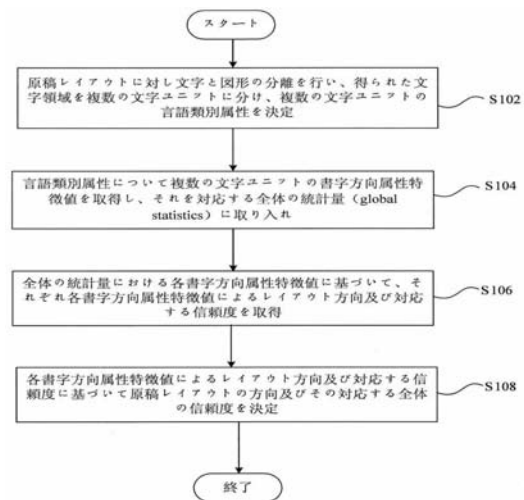 スタート
原稿レイアウトに対し文字と図形の分離を行い、得られた文
字領域を複数の文字ユニットに分け、複数の文字ユニットの
言語類別属性を決定
S102
言語類別属性について複数の文字ユニットの書字方向属性特
徴値を取得し、それを対応する全体の統計量（global
statistics）に取り入れ
S104
全体の統計量における各書字方向属性特徴値に基づいて、そ
れぞれ各書字方向属性特徴値によるレイアウト方向及び対応
する信頼度を取得
S106
各書字方向属性特徴値によるレイアウト方向及び対応する信
頼度に基づいて原稿レイアウトの方向及びその対応する全体
の信頼度を決定
S108
終了